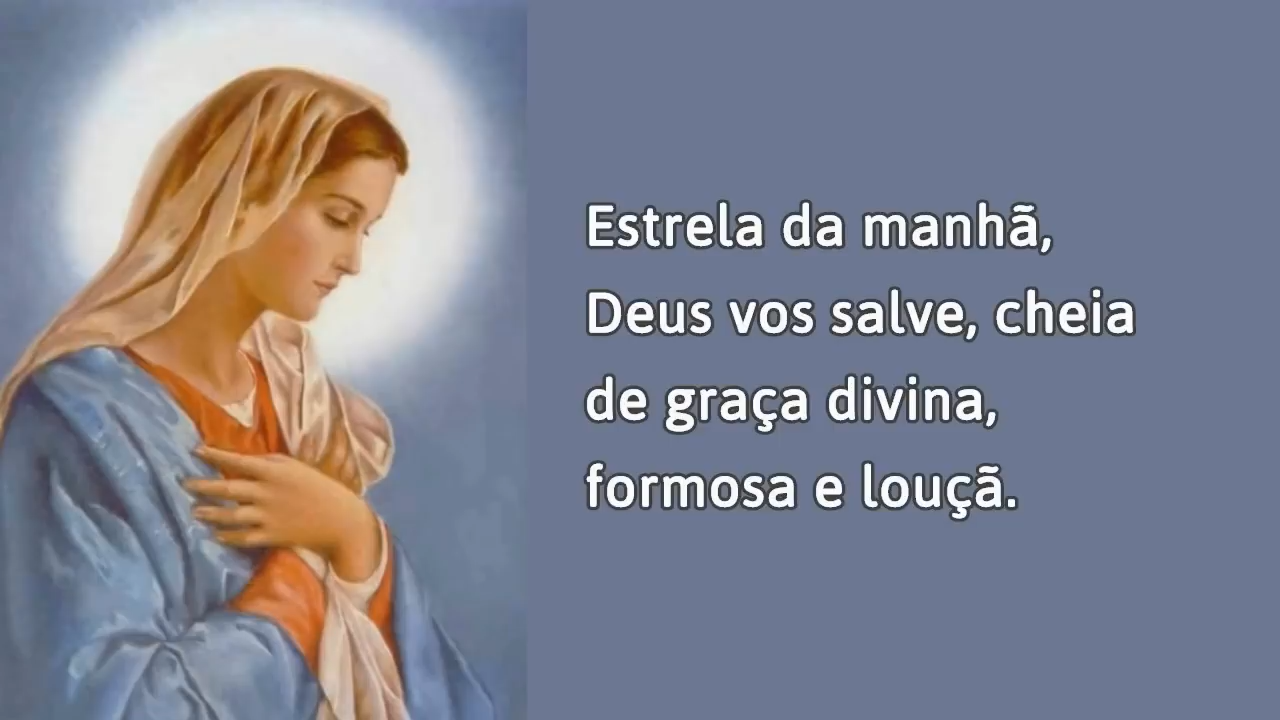 Estrela da manhã,
Deus vos salve, cheia
de graça divina,
formosa e louçã.